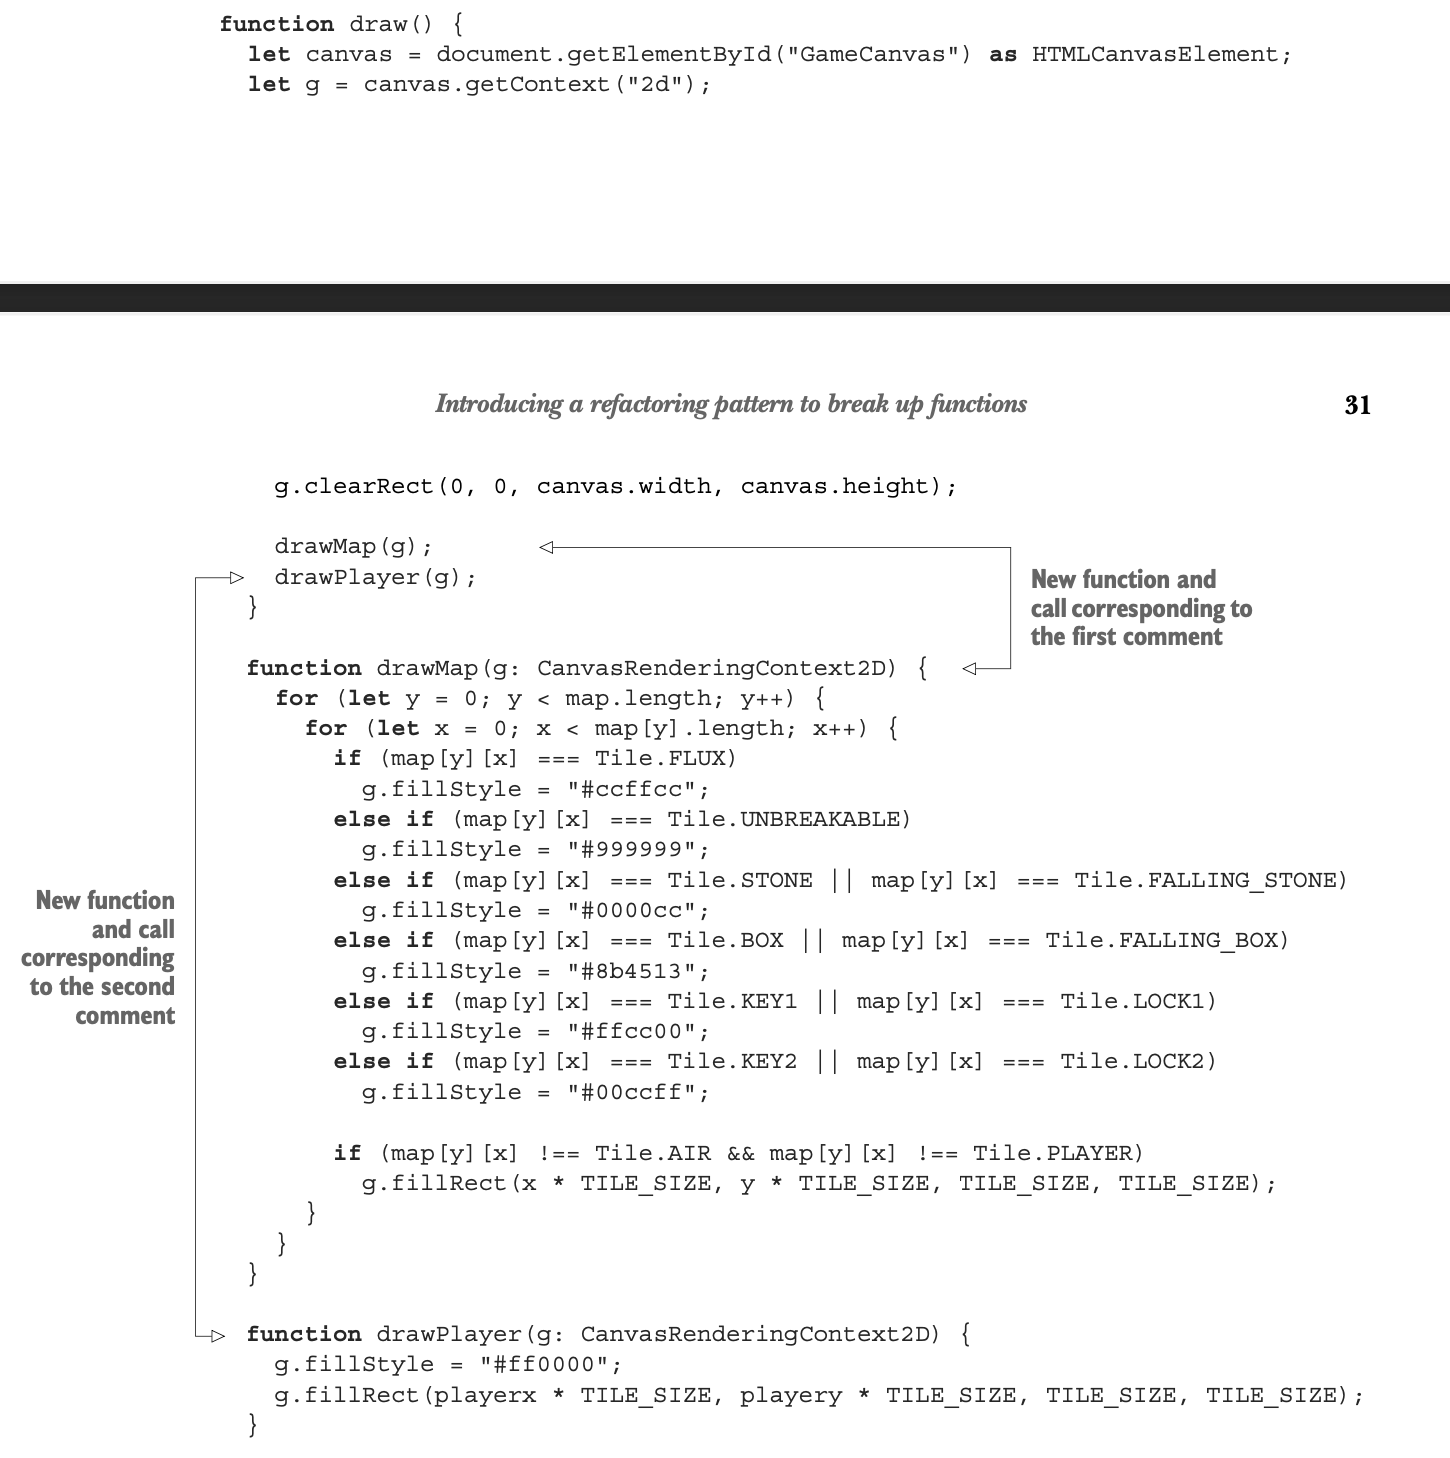 function draw() {
  let canvas = document.getElementById("GameCanvas") as HTMLCanvasElement;
  let g = canvas.getContext("2d");
Introducing a refactoring pattern to break up functions
31
  g.clearRect(0, 0, canvas.width, canvas.height);
  drawMap(g);
  drawPlayer(g);
}
New function and
call corresponding to
the first comment
function drawMap(g: CanvasRenderingContext2D) {
  for (let y = 0; y < map.length; y++) {
    for (let x = 0; x < map[y].length; x++) {
      if (map[y][x] === Tile.FLUX)
        g.fillStyle = "#ccffcc";
      else if (map[y][x] === Tile.UNBREAKABLE)
        g.fillStyle = "#999999";
      else if (map[y][x] === Tile.STONE || map[y][x] === Tile.FALLING_STONE)
        g.fillStyle = "#0000cc";
      else if (map[y][x] === Tile.BOX || map[y][x] === Tile.FALLING_BOX)
        g.fillStyle = "#8b4513";
      else if (map[y][x] === Tile.KEY1 || map[y][x] === Tile.LOCK1)
        g.fillStyle = "#ffcc00";
      else if (map[y][x] === Tile.KEY2 || map[y][x] === Tile.LOCK2)
        g.fillStyle = "#00ccff";
      if (map[y][x] !== Tile.AIR && map[y][x] !== Tile.PLAYER)
        g.fillRect(x * TILE_SIZE, y * TILE_SIZE, TILE_SIZE, TILE_SIZE);
    }
  }
}
New function
and call
corresponding
to the second
comment
function drawPlayer(g: CanvasRenderingContext2D) {
  g.fillStyle = "#ff0000";
  g.fillRect(playerx * TILE_SIZE, playery * TILE_SIZE, TILE_SIZE, TILE_SIZE);
}